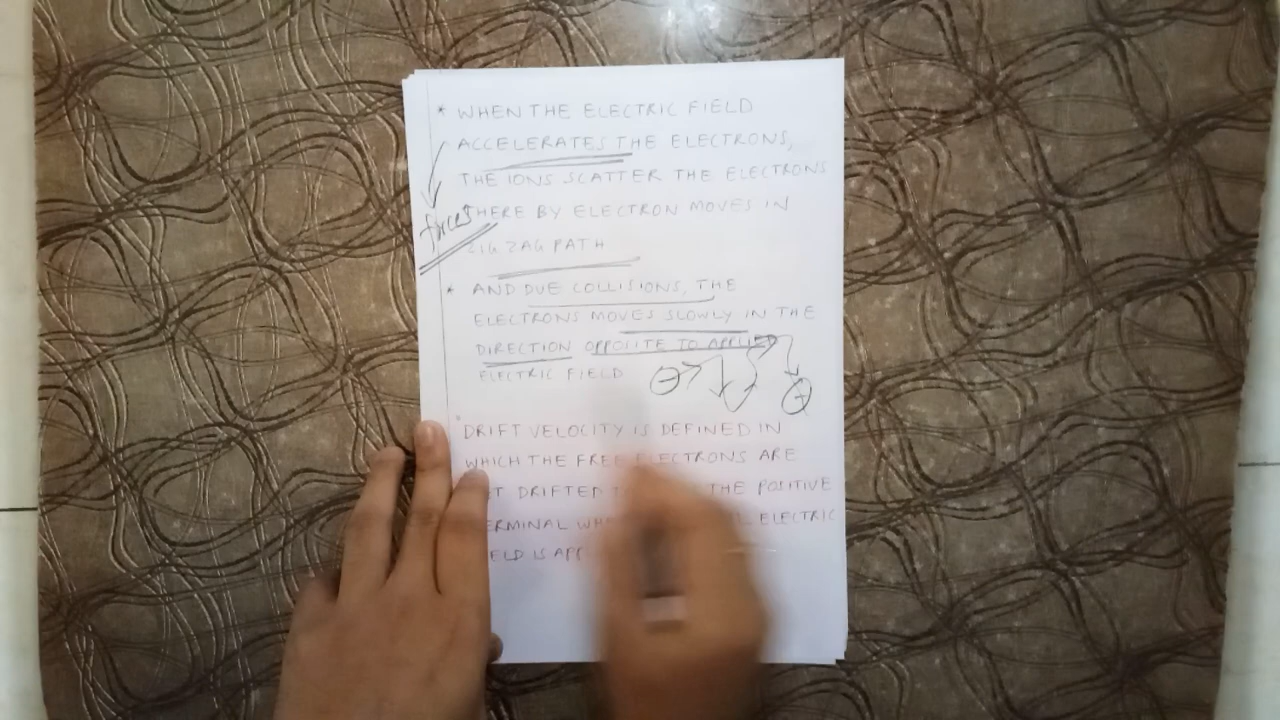 * WHEN THE ELECTRIC FIELD
ACCELERATES THE ELECTRONS,
THE IONS SCATTER THE ELECTRONS
forces THERE BY ELECTRON MOVES IN
ZIG ZAG PATH
* AND DUE COLLISIONS, THE
ELECTRONS MOVES SLOWLY IN THE
DIRECTION OPPOSITE TO APPLIED
ELECTRIC FIELD
DRIFT VELOCITY IS DEFINED IN
WHICH THE FREE ELECTRONS ARE
DRIFTED THE POSITIVE
ELECTRIC
IS